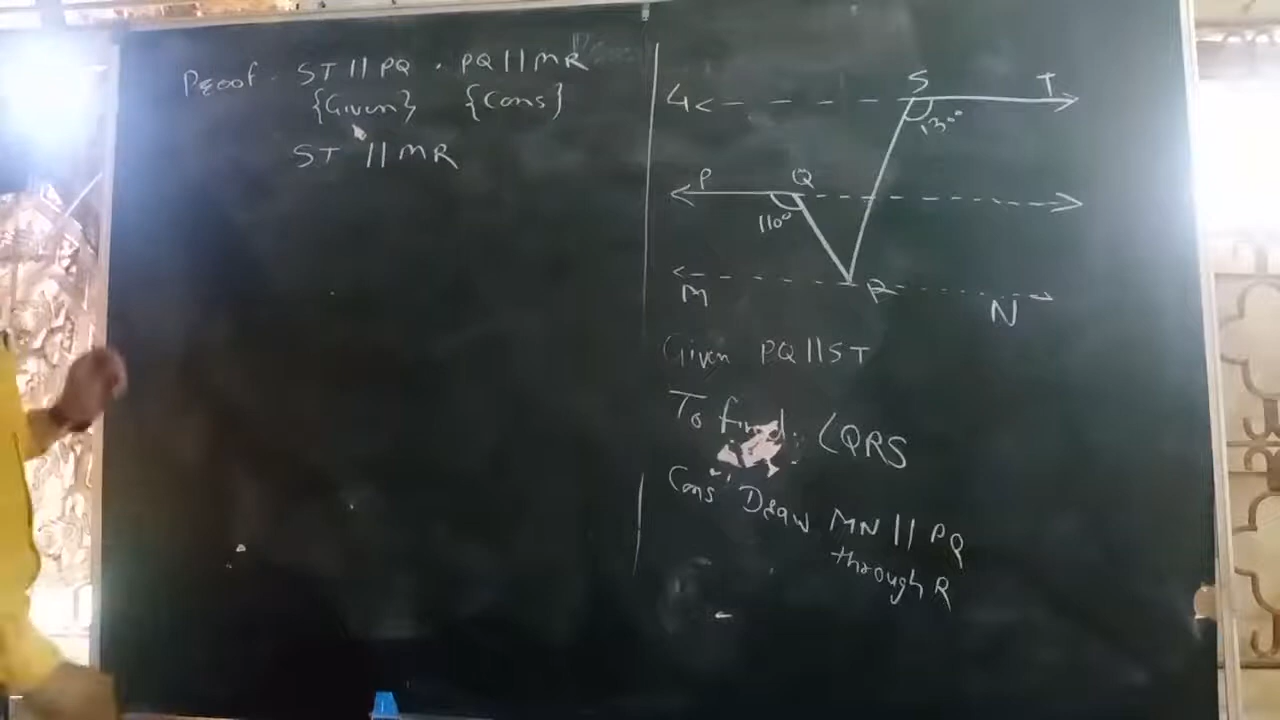 Proof. ST || PQ . PQ || MR
{Given} {Cons}
ST || MR
S T
130°
P Q
110°
M R N
Given PQ || ST
To find: ∠QRS
Cons^n Draw MN || PQ
through R